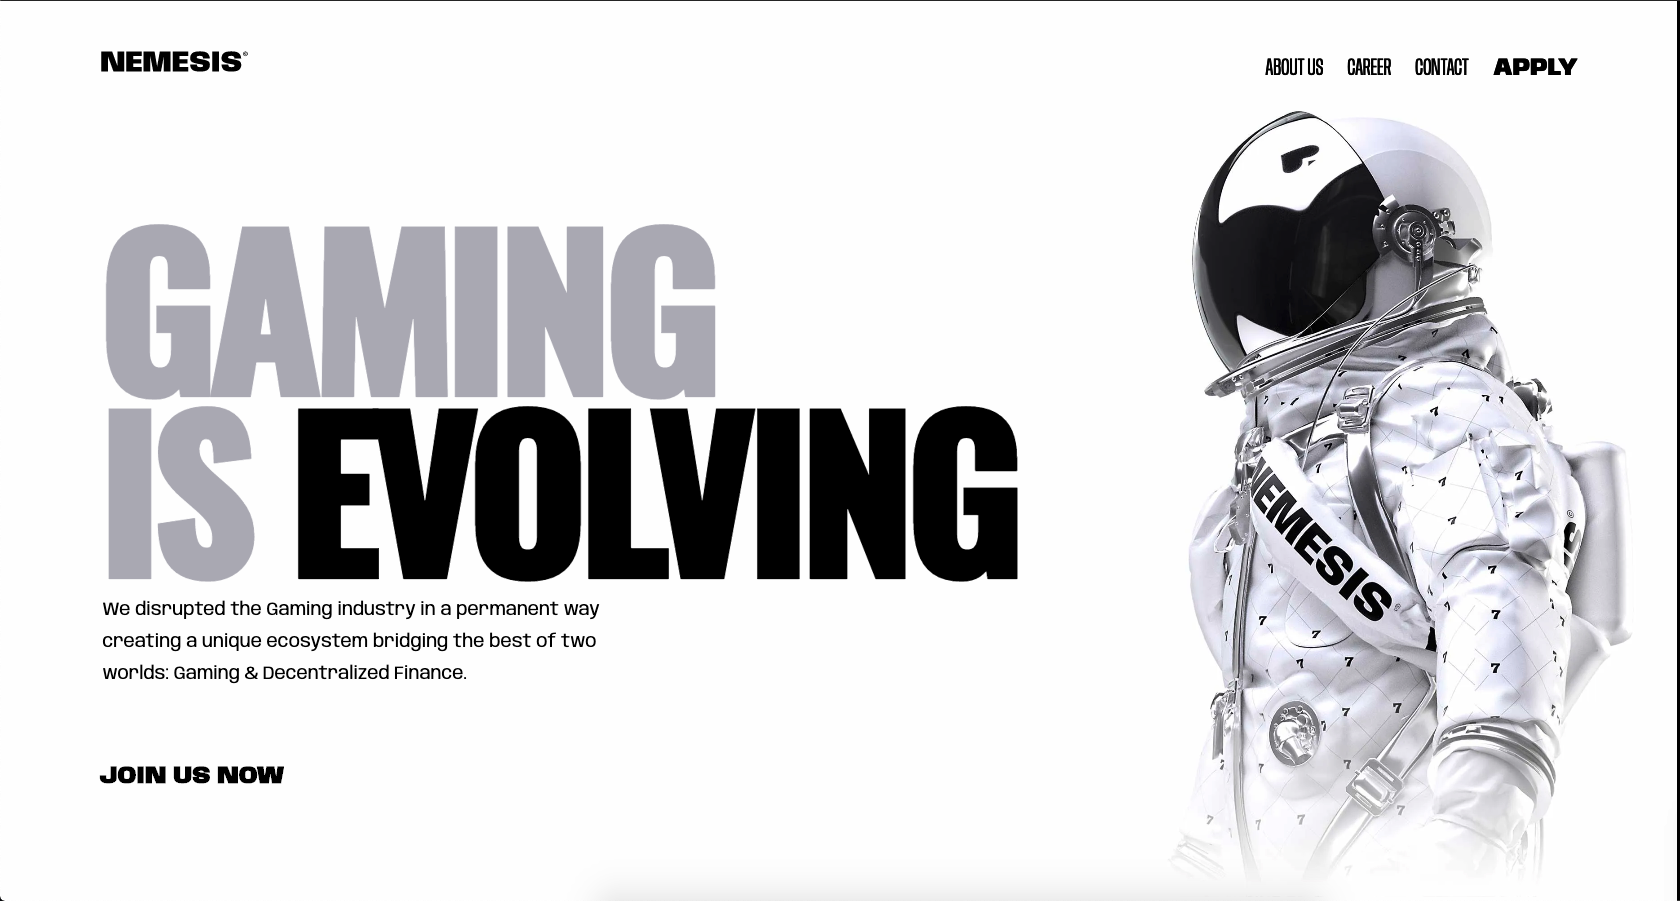 NEMESIS®
ABOUT US CAREER CONTACT APPLY
GAMING
IS EVOLVING
We disrupted the Gaming industry in a permanent way
creating a unique ecosystem bridging the best of two
worlds: Gaming & Decentralized Finance.
JOIN US NOW
NEMESIS